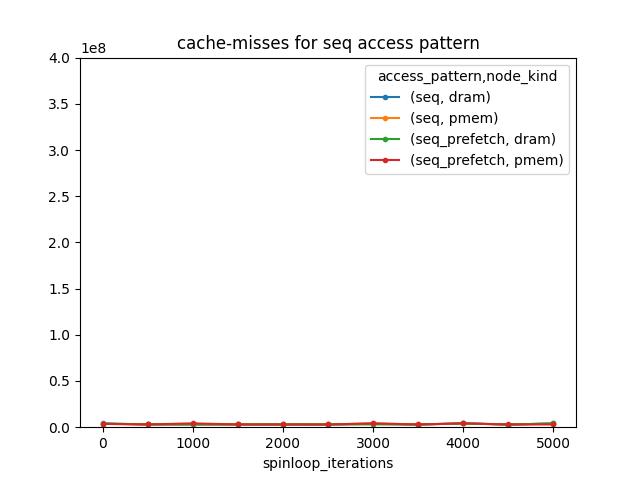 cache-misses for seq access pattern
1e8
4.0
3.5
3.0
2.5
2.0
1.5
1.0
0.5
0.0
access_pattern,node_kind
(seq, dram)
(seq, pmem)
(seq_prefetch, dram)
(seq_prefetch, pmem)
0 1000 2000 3000 4000 5000
spinloop_iterations